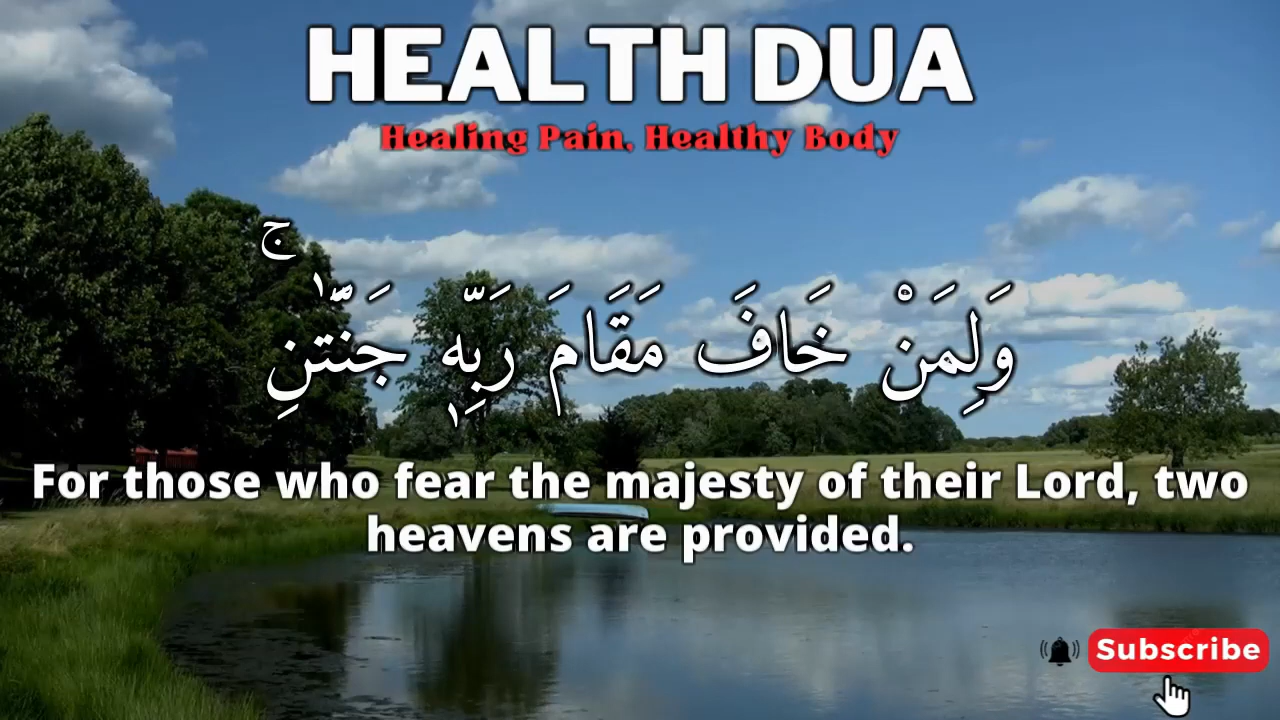 HEALTH DUA
Healing Pain, Healthy Body
وَلِمَنْ خَافَ مَقَامَ رَبِّهٖ جَنَّتٰنِۚ
For those who fear the majesty of their Lord, two
heavens are provided.
Subscribe